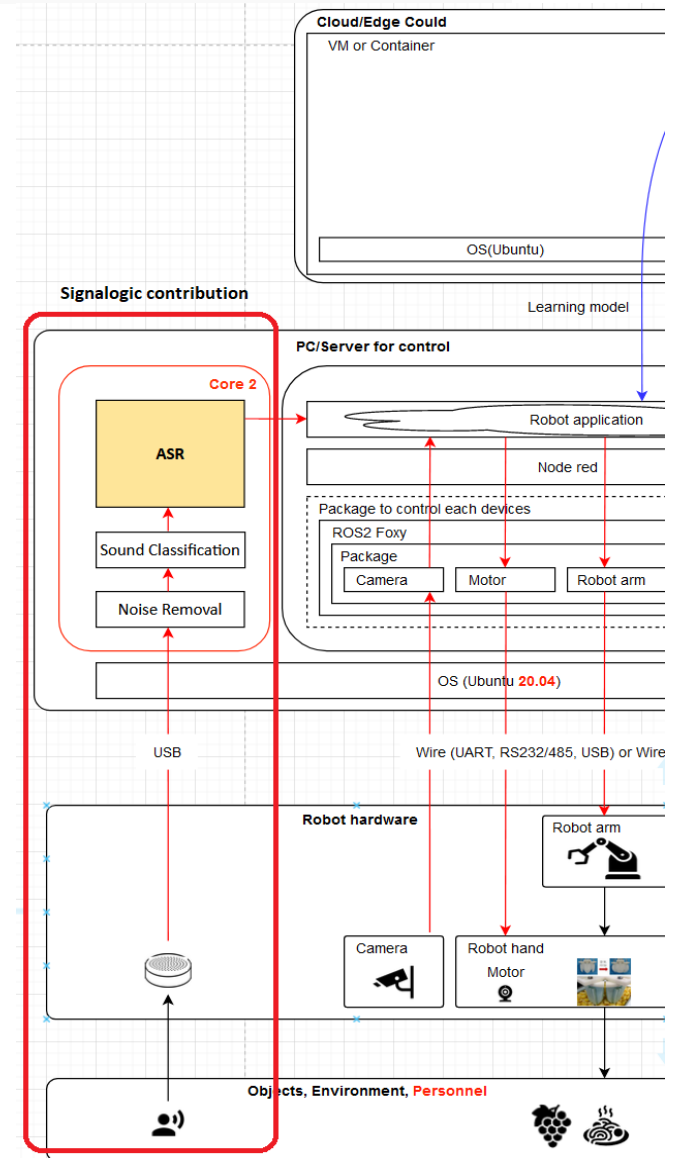 Cloud/Edge Could
VM or Container
OS(Ubuntu)
Signalogic contribution
Learning model
PC/Server for control
Core 2
ASR
Robot application
Node red
Sound Classification
Package to control each devices
ROS2 Foxy
Package
Camera
Motor
Robot arm
Noise Removal
OS (Ubuntu 20.04)
USB
Wire (UART, RS232/485, USB) or Wire
Robot hardware
Robot arm
Camera
Robot hand
Motor
Objects, Environment, Personnel